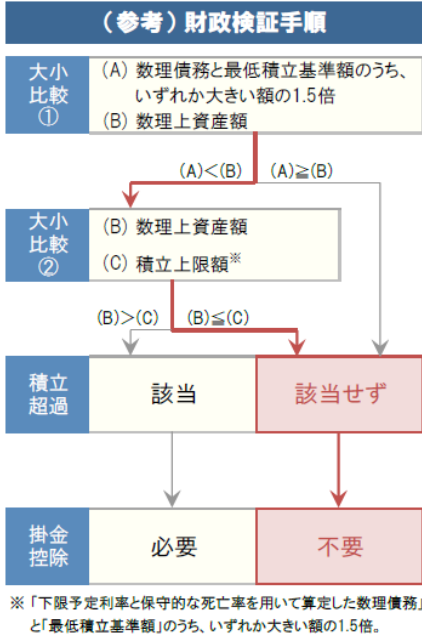 （参考）財政検証手順
大小
比較
①
(A) 数理債務と最低積立基準額のうち、
いずれか大きい額の1.5倍
(B) 数理上資産額
(A)<(B)
(A)≧(B)
大小
比較
②
(B) 数理上資産額
(C) 積立上限額※
(B)>(C)
(B)≦(C)
積立
超過
該当
該当せず
掛金
控除
必要
不要
※「下限予定利率と保守的な死亡率を用いて算定した数理債務」
と「最低積立基準額」のうち、いずれか大きい額の1.5倍。